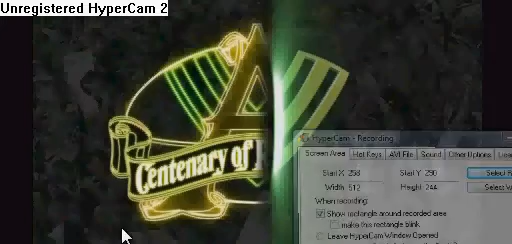 Unregistered HyperCam 2
Centenary of
HyperCam - Recording
Screen Area Hot Keys AVI File Sound Other Options
Start X 258 Start Y 290 Select
Width 512 Height 244 Select
When recording:
Show rectangle around recorded area
make this rectangle blink
Leave HyperCam Window Opened